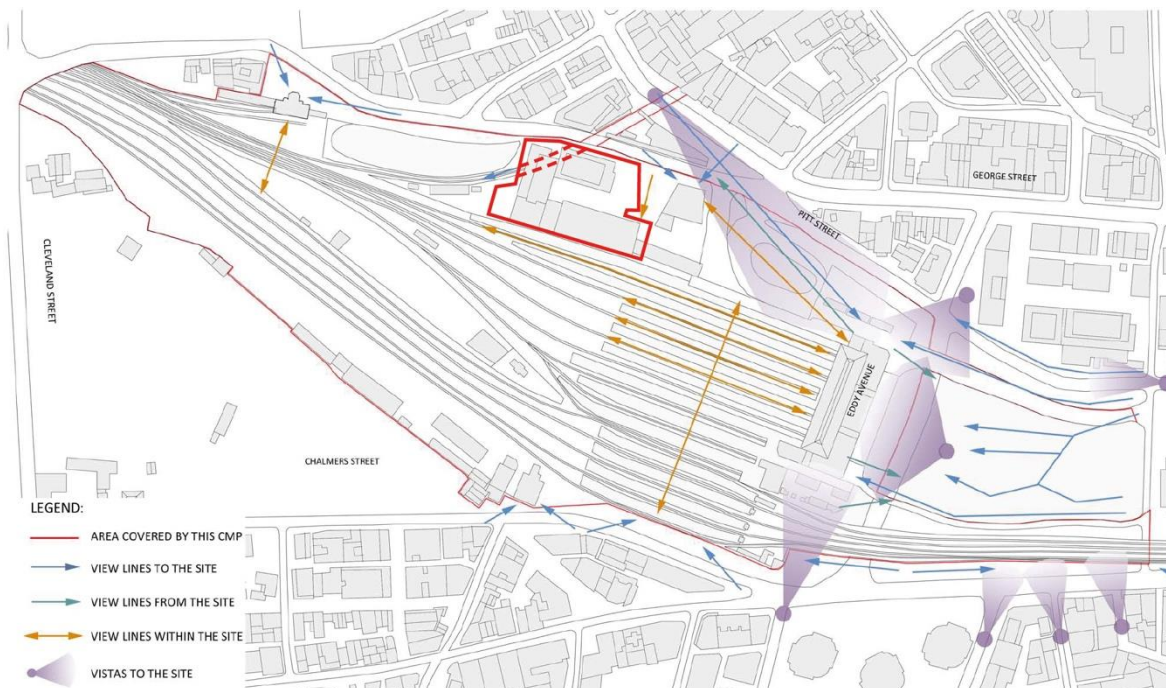 GEORGE STREET
PITT STREET
CLEVELAND STREET
EDDY AVENUE
CHALMERS STREET
LEGEND:
AREA COVERED BY THIS CMP
VIEW LINES TO THE SITE
VIEW LINES FROM THE SITE
VIEW LINES WITHIN THE SITE
VISTAS TO THE SITE